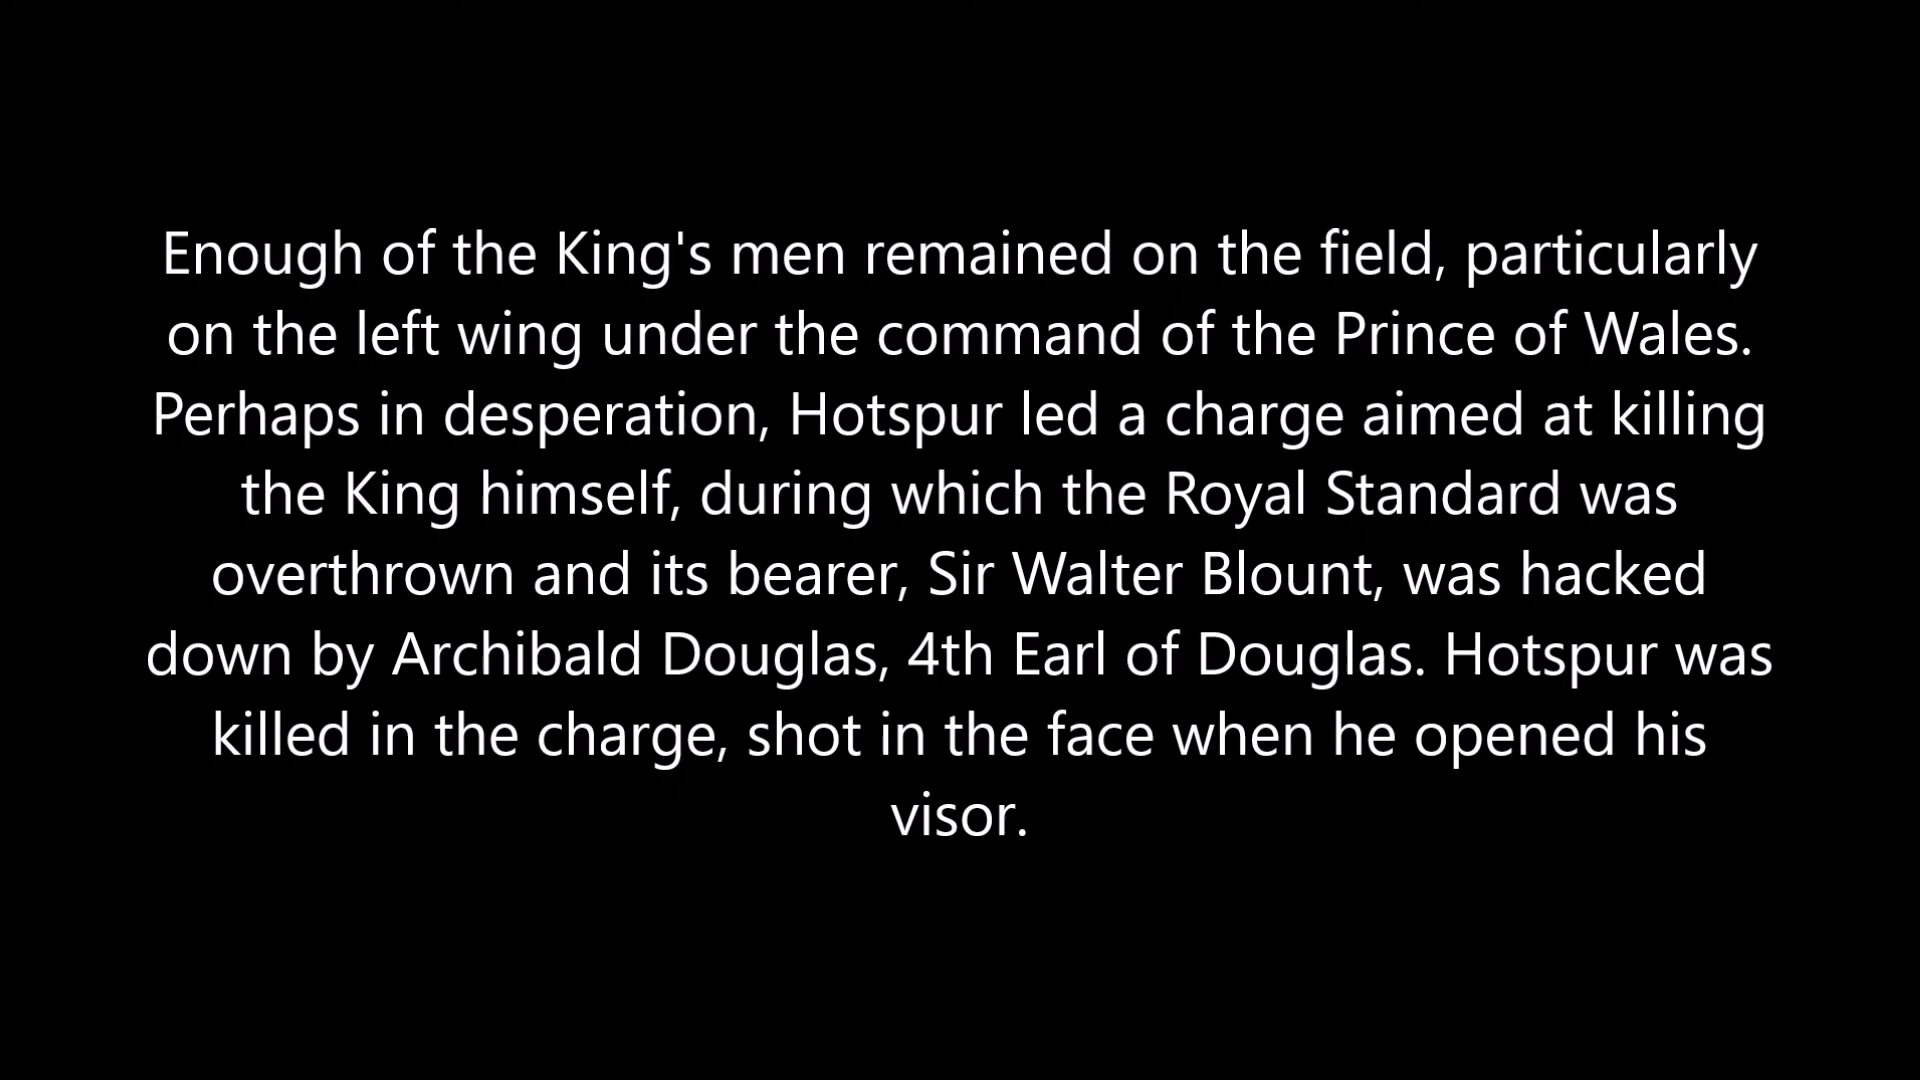 Enough of the King's men remained on the field, particularly
on the left wing under the command of the Prince of Wales.
Perhaps in desperation, Hotspur led a charge aimed at killing
the King himself, during which the Royal Standard was
overthrown and its bearer, Sir Walter Blount, was hacked
down by Archibald Douglas, 4th Earl of Douglas. Hotspur was
killed in the charge, shot in the face when he opened his
visor.